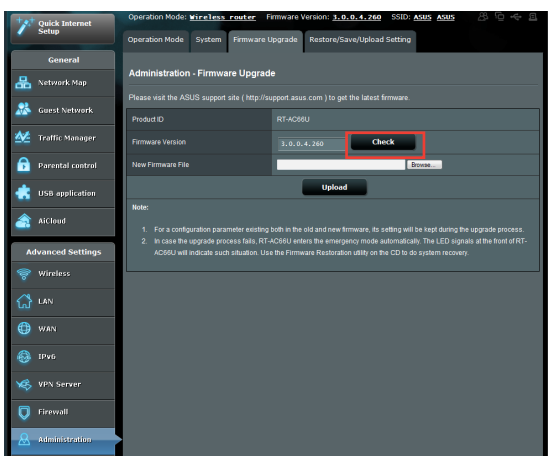 Quick Internet
Setup
Operation Mode: Wireless router Firmware Version: 3.0.0.4.260 SSID: ASUS ASUS
Operation Mode System Firmware Upgrade Restore/Save/Upload Setting
General
Network Map
Guest Network
Traffic Manager
Parental control
USB application
AiCloud
Advanced Settings
Wireless
LAN
WAN
IPv6
VPN Server
Firewall
Administration
Administration - Firmware Upgrade
Please visit the ASUS support site ( http://support.asus.com ) to get the latest firmware.
Product ID RT-AC66U
Firmware Version 3.0.0.4.260 Check
New Firmware File Browse...
Upload
Note:
1. For a configuration parameter existing both in the old and new firmware, its setting will be kept during the upgrade process.
2. In case the upgrade process fails, RT-AC66U enters the emergency mode automatically. The LED signals at the front of RT-
AC66U will indicate such situation. Use the Firmware Restoration utility on the CD to do system recovery.